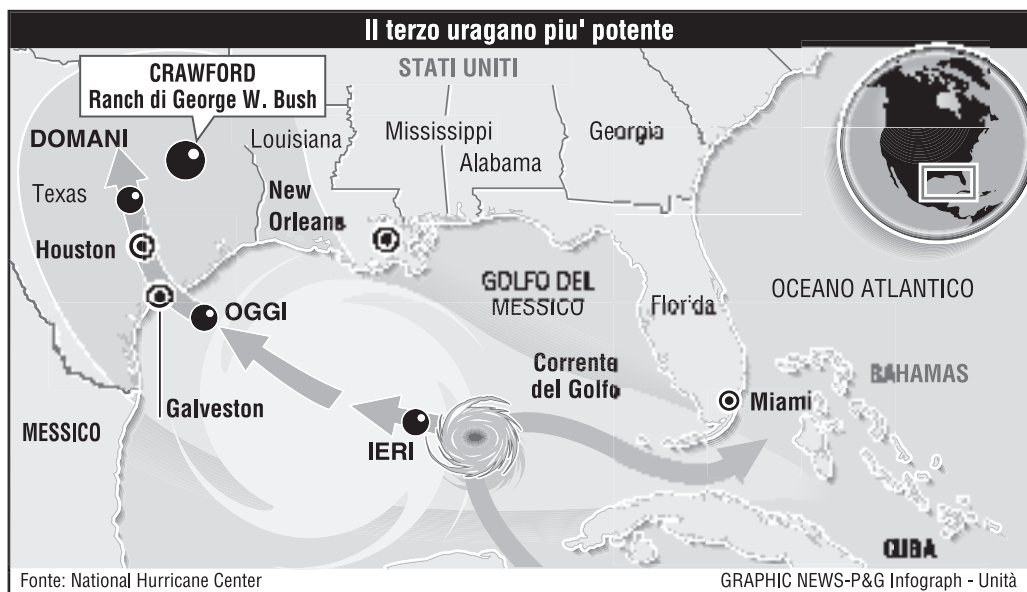 Il terzo uragano piu' potente
CRAWFORD
Ranch di George W. Bush
STATI UNITI
DOMANI
Louisiana
Mississippi
Georgia
Alabama
Texas
New
Orleans
Houston
GOLFO DEL
MESSICO
OCEANO ATLANTICO
Florida
OGGI
Corrente
del Golfo
BAHAMAS
Galveston
Miami
MESSICO
IERI
CUBA
Fonte: National Hurricane Center
GRAPHIC NEWS-P&G Infograph - Unità